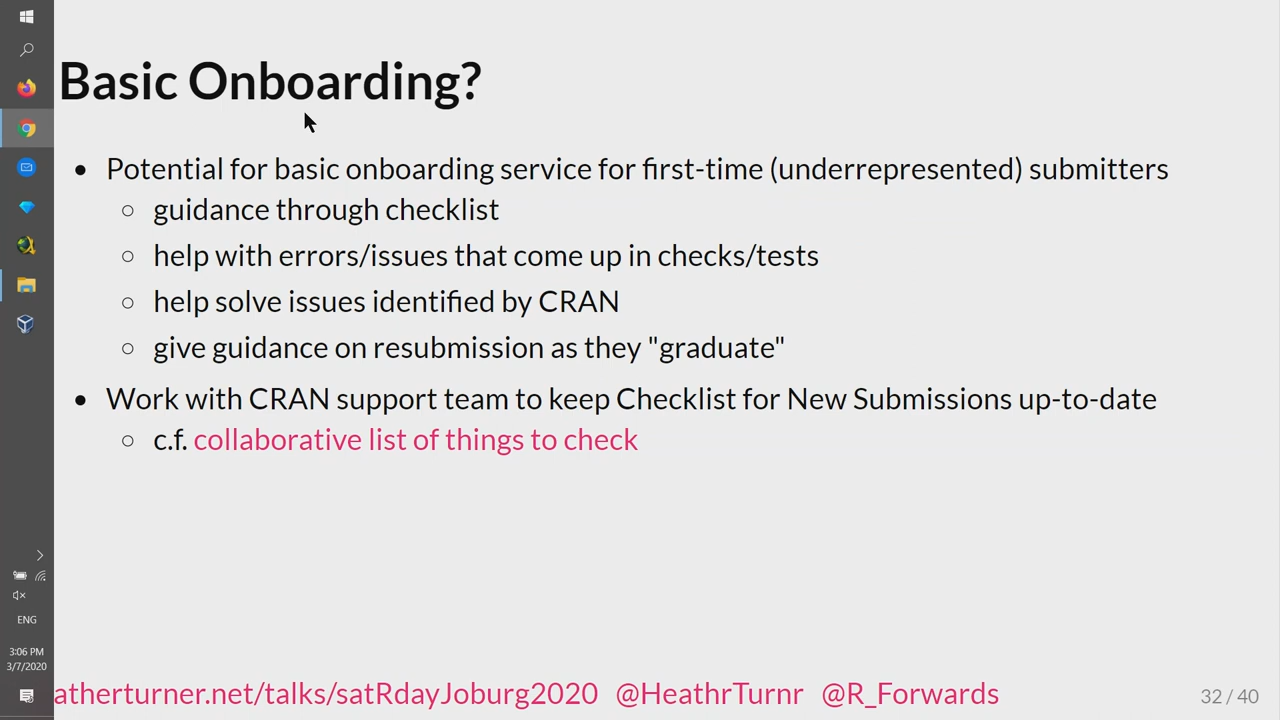 Basic Onboarding?
• Potential for basic onboarding service for first-time (underrepresented) submitters
○ guidance through checklist
○ help with errors/issues that come up in checks/tests
○ help solve issues identified by CRAN
○ give guidance on resubmission as they "graduate"
• Work with CRAN support team to keep Checklist for New Submissions up-to-date
○ c.f. collaborative list of things to check
ENG
3:06 PM
3/7/2020
atherturner.net/talks/satRdayJoburg2020 @HeathrTurnr @R_Forwards
32 / 40